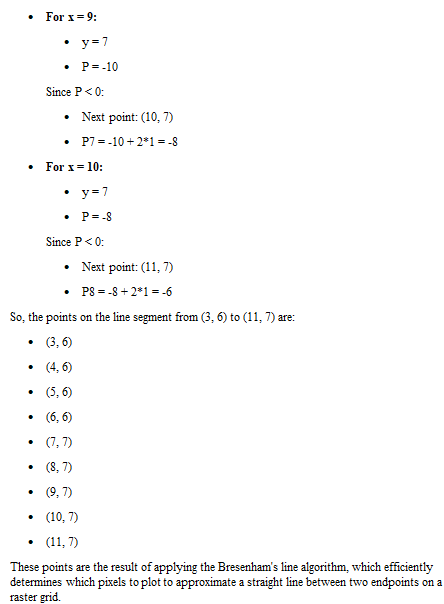 • For x = 9:
• y = 7
• P = -10
Since P < 0:
• Next point: (10, 7)
• P7 = -10 + 2*1 = -8
• For x = 10:
• y = 7
• P = -8
Since P < 0:
• Next point: (11, 7)
• P8 = -8 + 2*1 = -6
So, the points on the line segment from (3, 6) to (11, 7) are:
• (3, 6)
• (4, 6)
• (5, 6)
• (6, 6)
• (7, 7)
• (8, 7)
• (9, 7)
• (10, 7)
• (11, 7)
These points are the result of applying the Bresenham's line algorithm, which efficiently
determines which pixels to plot to approximate a straight line between two endpoints on a
raster grid.